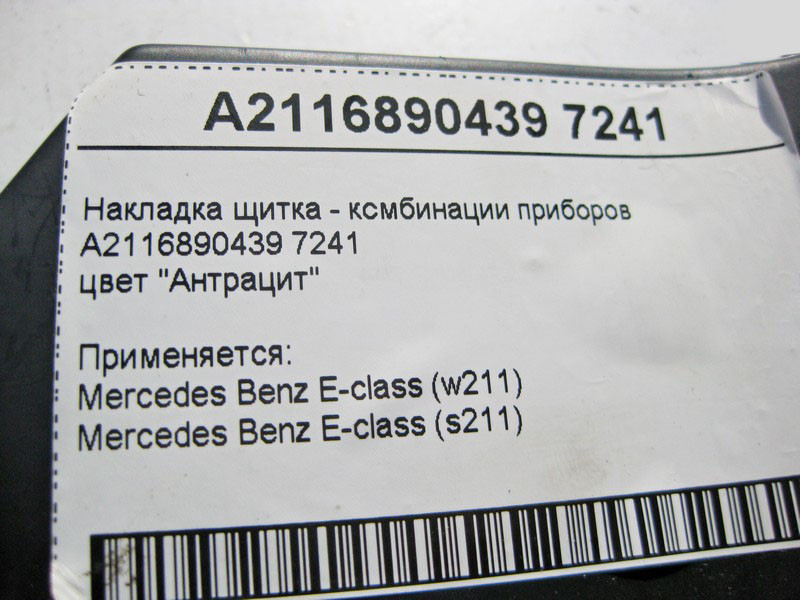 A2116890439 7241
Накладка щитка - ксмбинации приборов
A2116890439 7241
цвет "Антрацит"
Применяется:
Mercedes Benz E-class (w211)
Mercedes Benz E-class (s211)